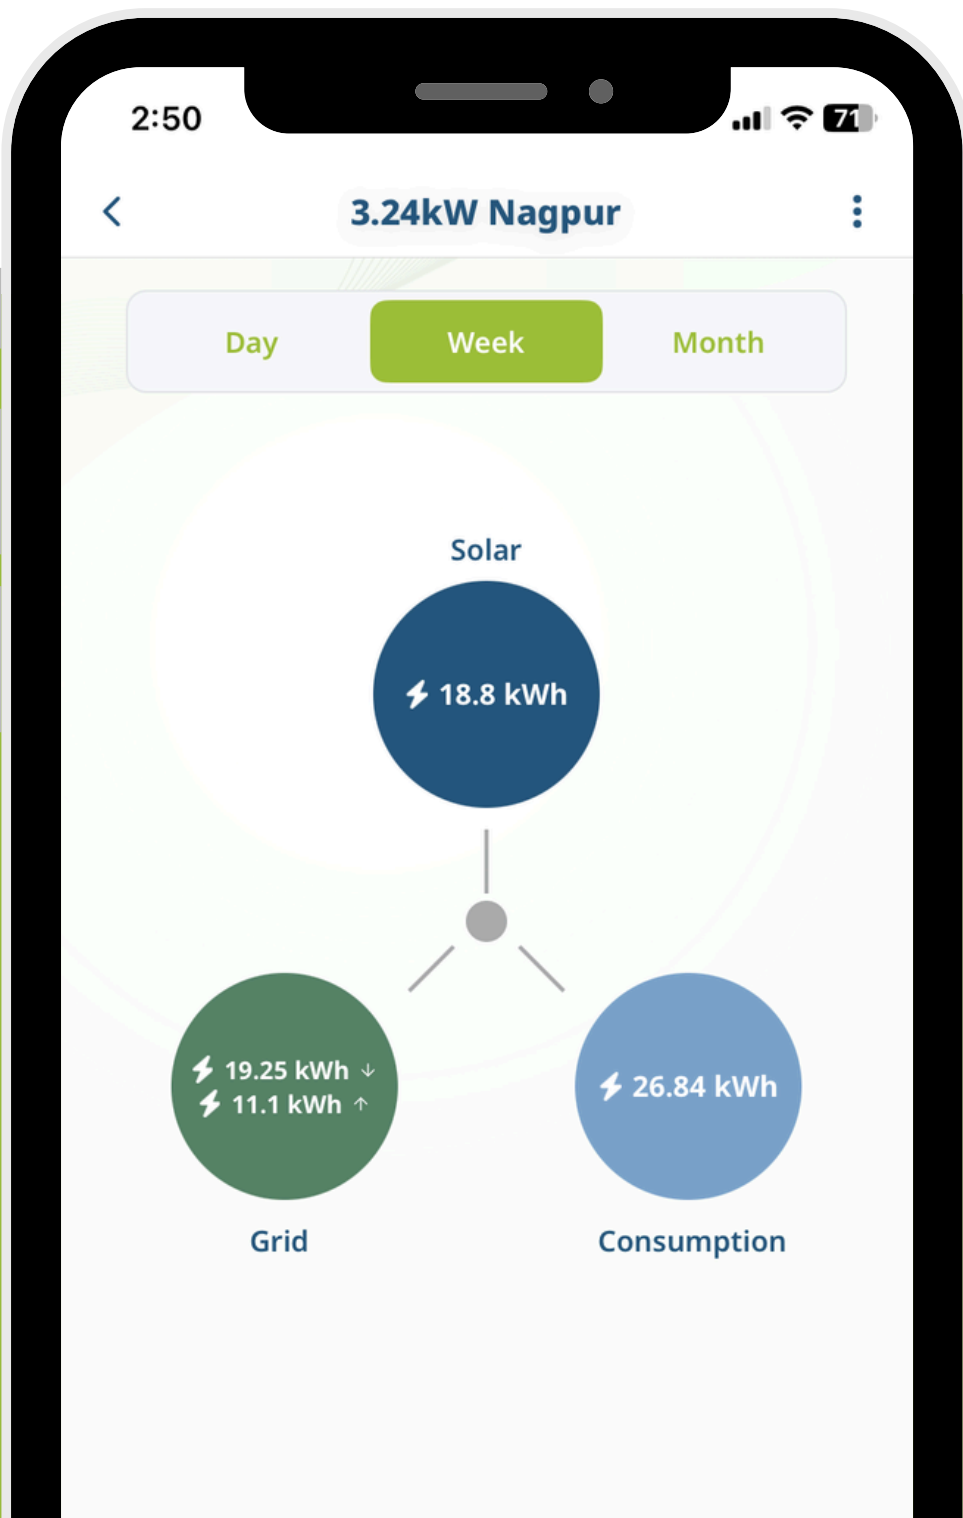 2:50
71
3.24kW Nagpur
Day Week Month
Solar
18.8 kWh
19.25 kWh ↓
11.1 kWh ↑
26.84 kWh
Grid
Consumption